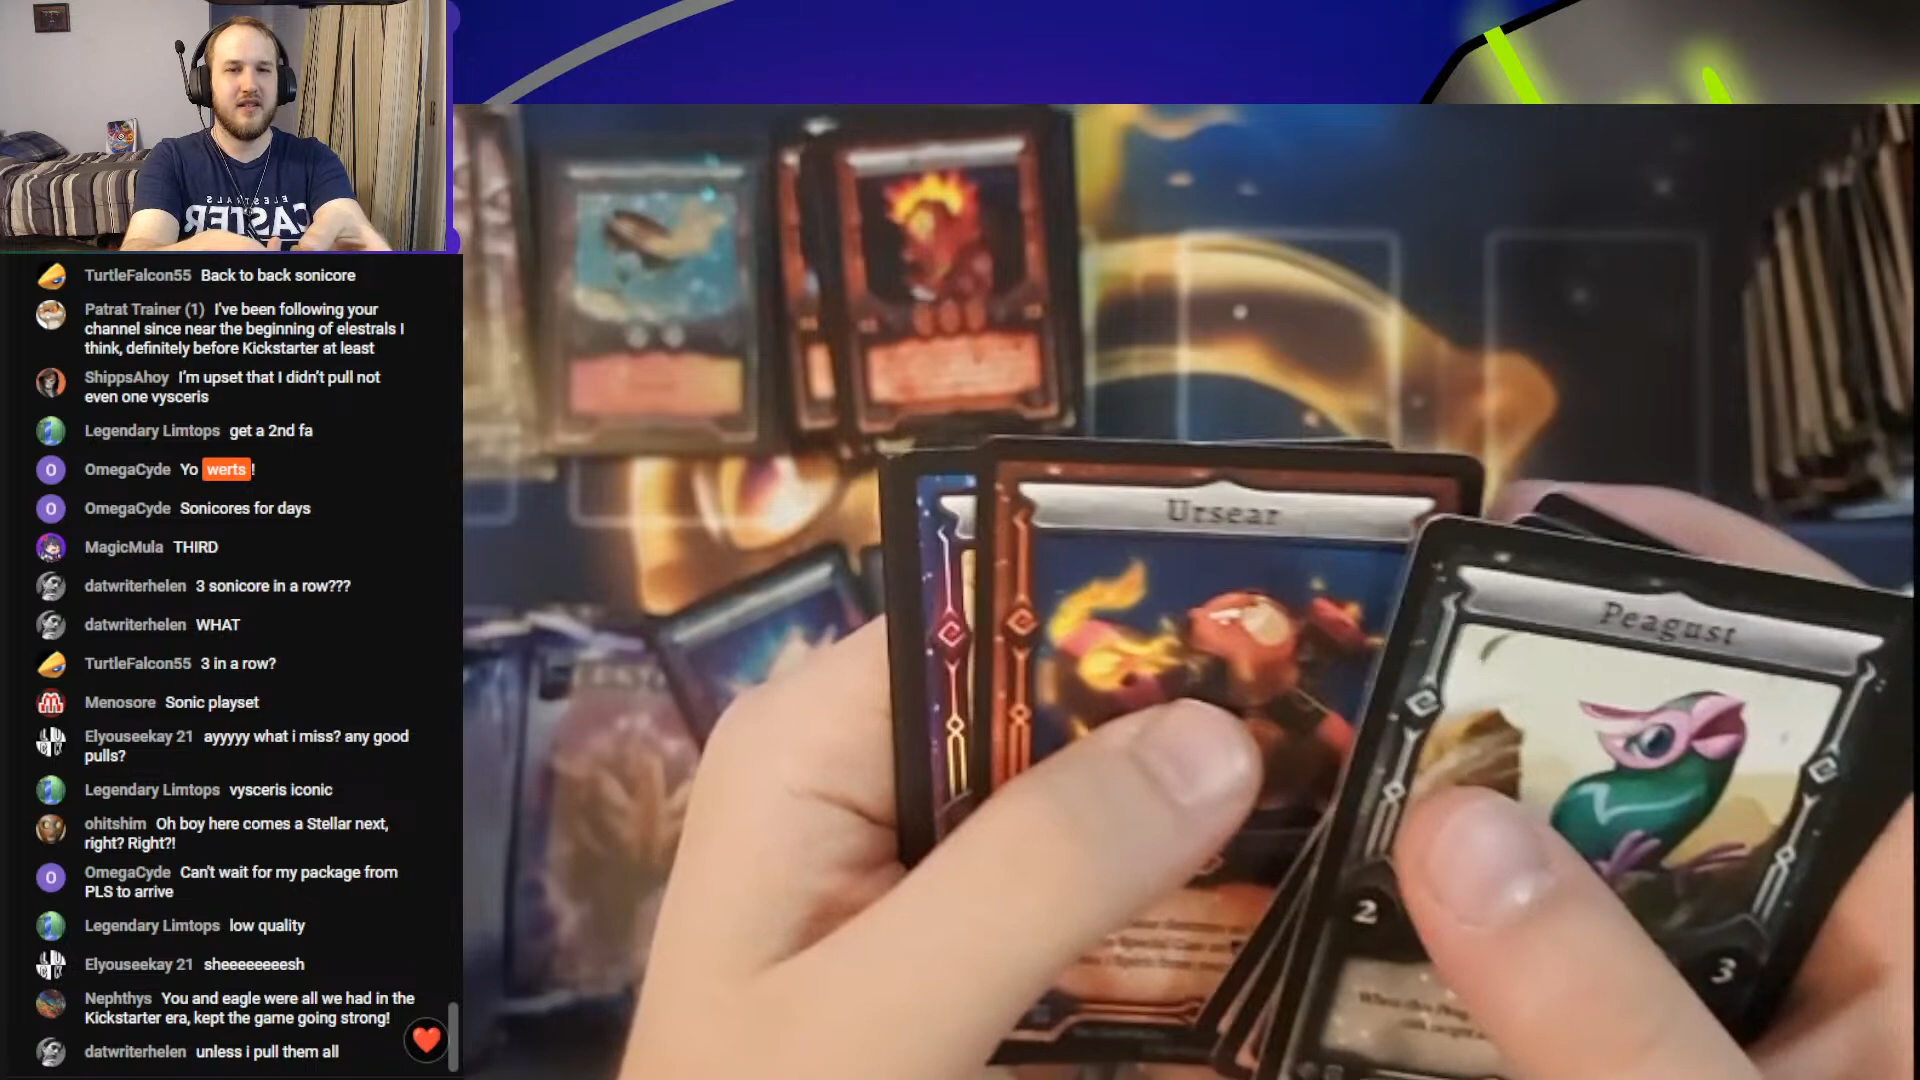 TurtleFalcon55 Back to back sonicore
Patrat Trainer (1) I've been following your
channel since near the beginning of elestrals I
think, definitely before Kickstarter at least
ShippsAhoy I'm upset that I didn't pull not
even one vysceris
Legendary Limtops get a 2nd fa
OmegaCyde Yo werts!
OmegaCyde Sonicores for days
MagicMula THIRD
datwriterhelen 3 sonicore in a row???
datwriterhelen WHAT
TurtleFalcon55 3 in a row?
Menosore Sonic playset
Elyouseekay 21 ayyyyy what i miss? any good
pulls?
Legendary Limtops vysceris iconic
ohitshim Oh boy here comes a Stellar next,
right? Right?!
OmegaCyde Can't wait for my package from
PLS to arrive
Legendary Limtops low quality
Elyouseekay 21 sheeeeeeeesh
Nephthys You and eagle were all we had in the
Kickstarter era, kept the game going strong!
datwriterhelen unless i pull them all
ELESTRALS
CASTER
Ursear
Peagust
2
3